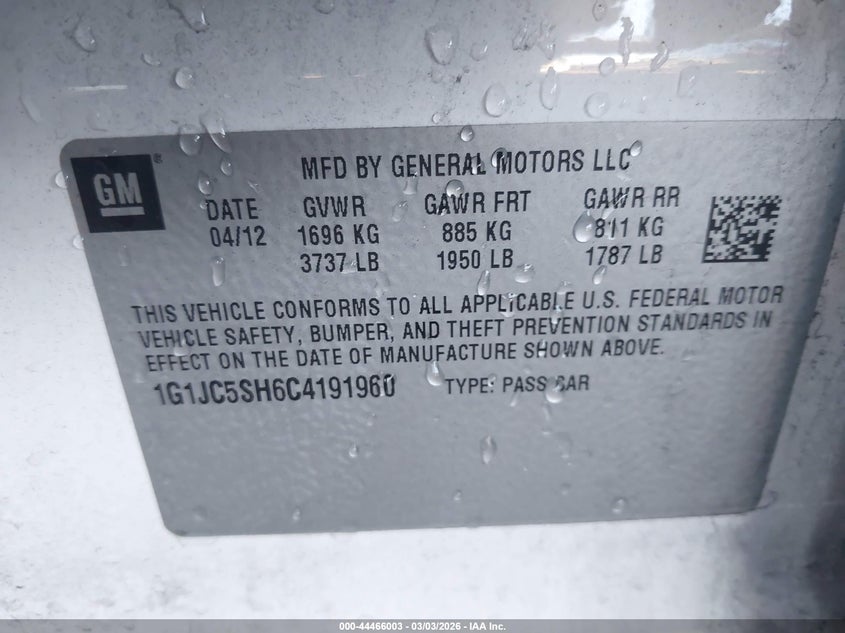 GM
MFD BY GENERAL MOTORS LLC
DATE GVWR GAWR FRT GAWR RR
04/12 1696 KG 885 KG 811 KG
3737 LB 1950 LB 1787 LB
THIS VEHICLE CONFORMS TO ALL APPLICABLE U.S. FEDERAL MOTOR
VEHICLE SAFETY, BUMPER, AND THEFT PREVENTION STANDARDS IN
EFFECT ON THE DATE OF MANUFACTURE SHOWN ABOVE.
1G1JC5SH6C4191960 TYPE: PASS CAR
000-44466003 - 03/03/2026 - IAA Inc.